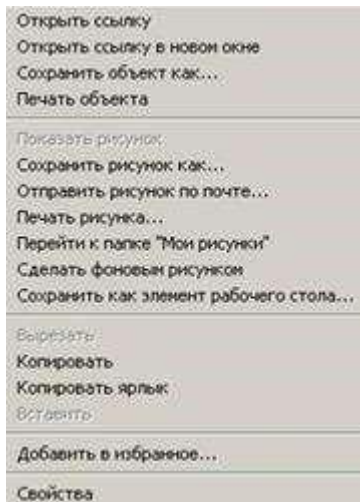 Открыть ссылку
Открыть ссылку в новом окне
Сохранить объект как...
Печать объекта
Показать рисунок
Сохранить рисунок как...
Отправить рисунок по почте...
Печать рисунка...
Перейти к папке "Мои рисунки"
Сделать фоновым рисунком
Сохранить как элемент рабочего стола...
Вырезать
Копировать
Копировать ярлык
Вставить
Добавить в избранное...
Свойства